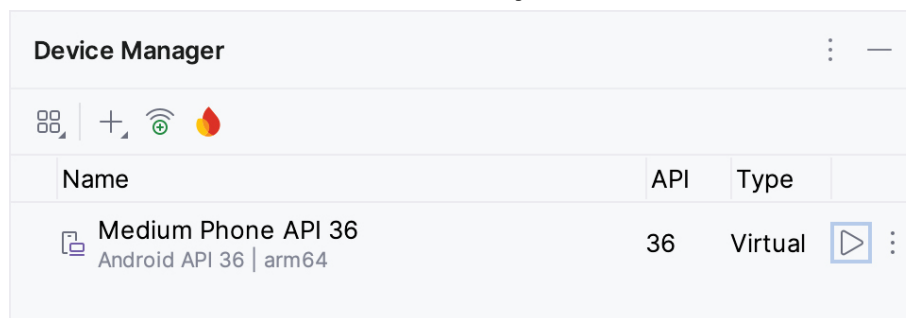 Device Manager
Name API Type
Medium Phone API 36 36 Virtual
Android API 36 | arm64